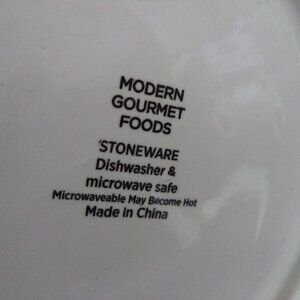 MODERN
GOURMET
FOODS
'STONEWARE
Dishwasher &
microwave safe
Microwaveable May Become Hot
Made in China